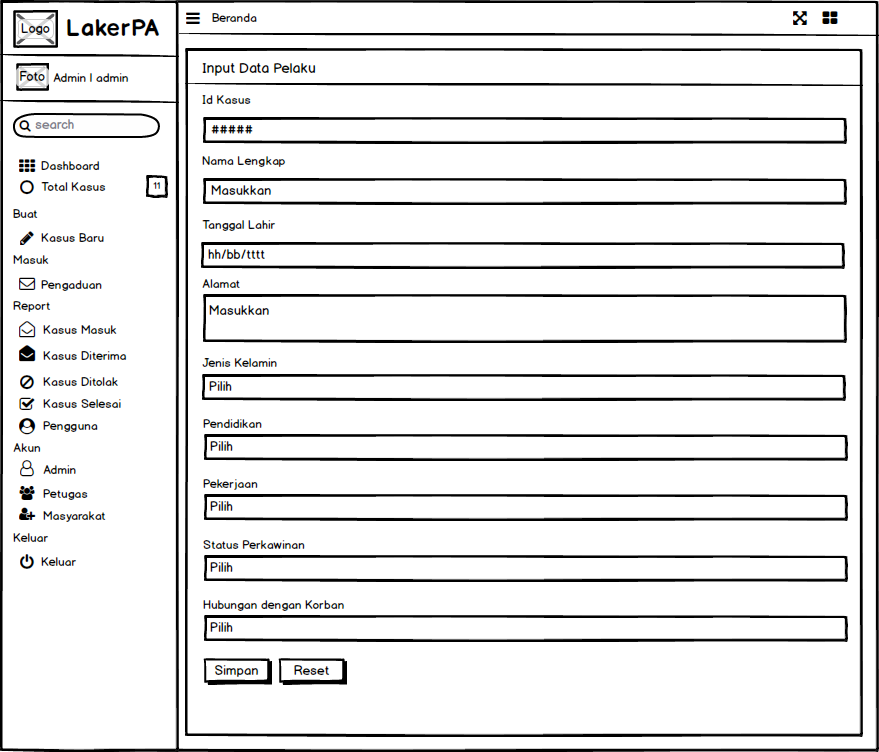 Logo LakerPA
Foto Admin | admin
search
Dashboard
Total Kasus 11
Buat
Kasus Baru
Masuk
Pengaduan
Report
Kasus Masuk
Kasus Diterima
Kasus Ditolak
Kasus Selesai
Pengguna
Akun
Admin
Petugas
Masyarakat
Keluar
Keluar
Beranda
Input Data Pelaku
Id Kasus
#####
Nama Lengkap
Masukkan
Tanggal Lahir
hh/bb/tttt
Alamat
Masukkan
Jenis Kelamin
Pilih
Pendidikan
Pilih
Pekerjaan
Pilih
Status Perkawinan
Pilih
Hubungan dengan Korban
Pilih
Simpan Reset